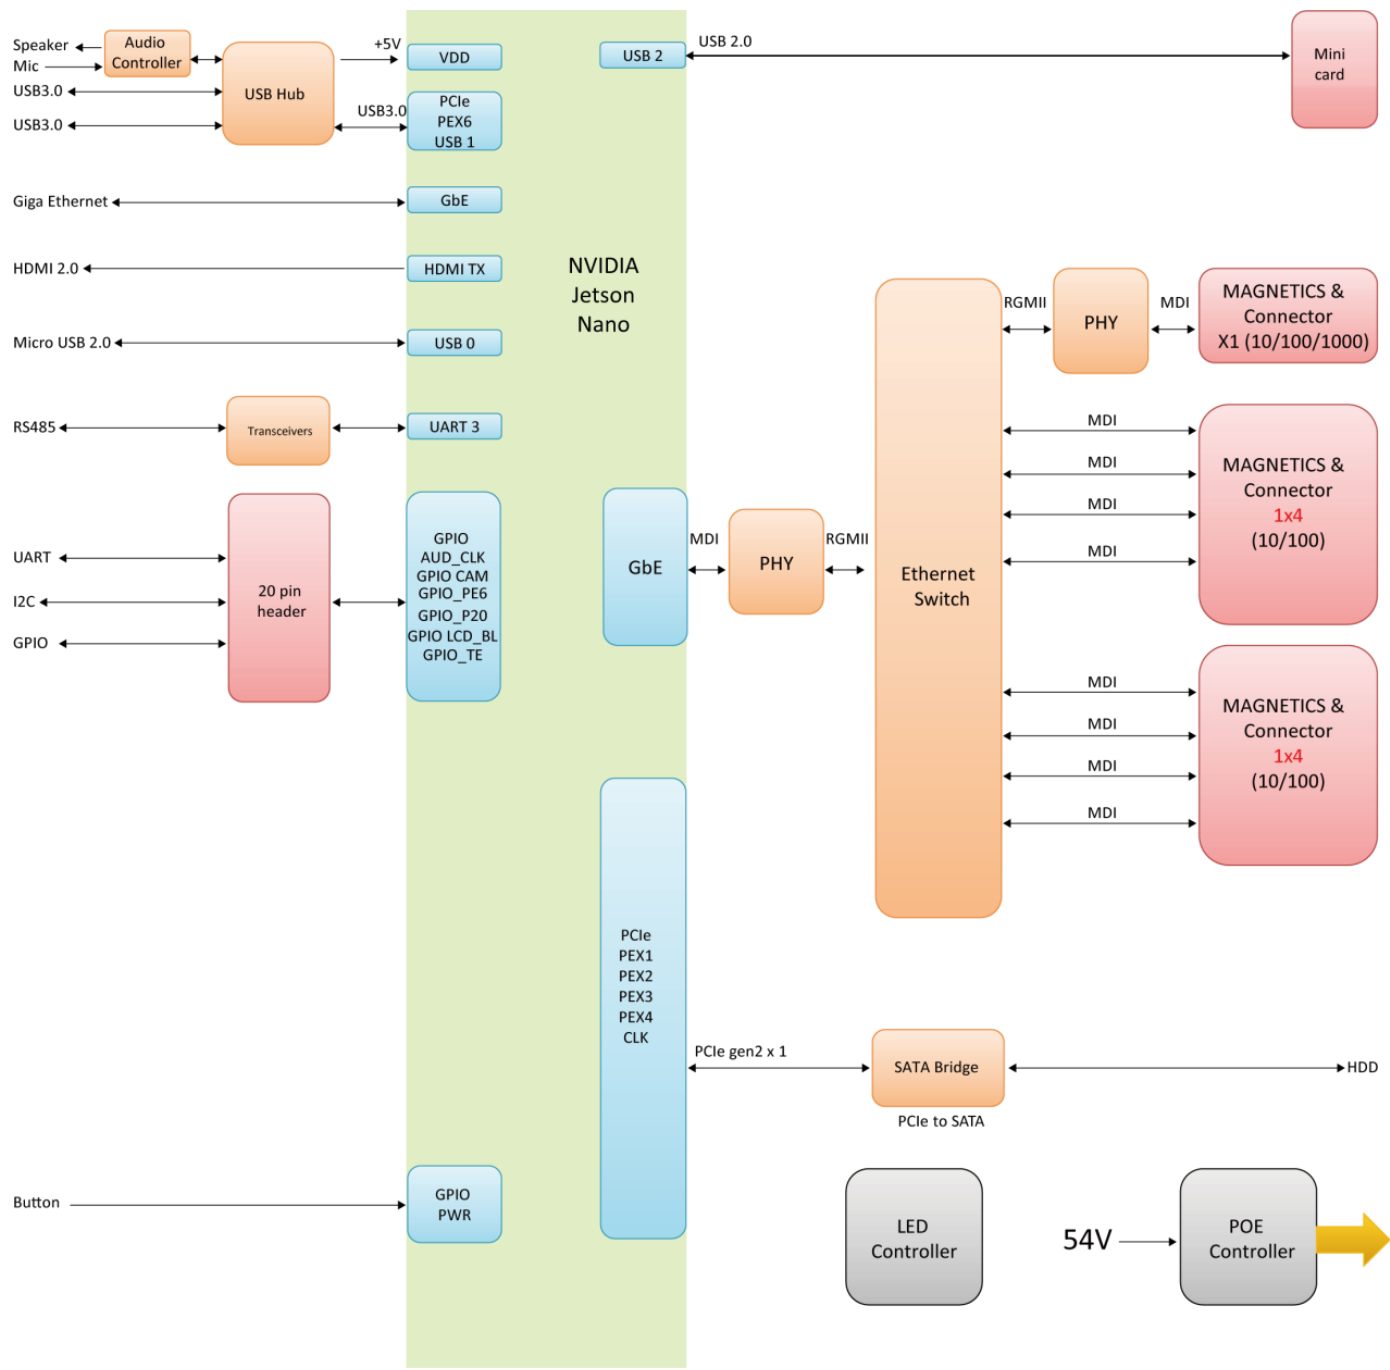 Speaker
Mic
USB3.0
USB3.0
Audio
Controller
USB Hub
+5V
USB3.0
VDD
PCIe
PEX6
USB 1
Giga Ethernet
GbE
HDMI 2.0
HDMI TX
Micro USB 2.0
USB 0
RS485
Transceivers
UART 3
UART
I2C
GPIO
20 pin
header
GPIO
AUD_CLK
GPIO CAM
GPIO_PE6
GPIO_P20
GPIO LCD_BL
GPIO_TE
Button
GPIO
PWR
NVIDIA
Jetson
Nano
USB 2
USB 2.0
Mini
card
GbE
MDI
PHY
RGMII
Ethernet
Switch
RGMII
PHY
MDI
MAGNETICS &
Connector
X1 (10/100/1000)
MDI
MDI
MDI
MDI
MAGNETICS &
Connector
1x4
(10/100)
MDI
MDI
MDI
MDI
MAGNETICS &
Connector
1x4
(10/100)
PCIe
PEX1
PEX2
PEX3
PEX4
CLK
PCIe gen2 x 1
SATA Bridge
PCIe to SATA
HDD
LED
Controller
54V
POE
Controller